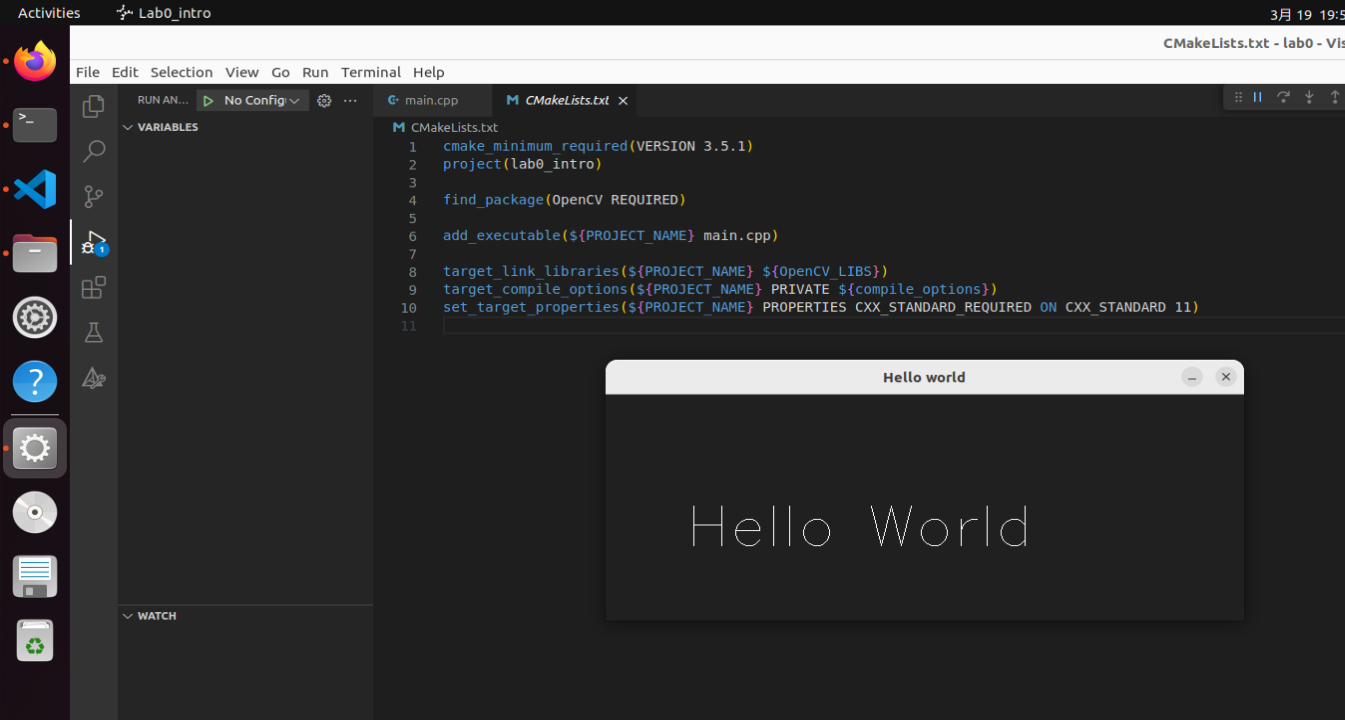 Activities
Lab0_intro
3月 19 19:5
CMakeLists.txt - lab0 - Vis
File Edit Selection View Go Run Terminal Help
RUN AN...
No Config
main.cpp
CMakeLists.txt
VARIABLES
CMakeLists.txt
1 cmake_minimum_required(VERSION 3.5.1)
2 project(lab0_intro)
3
4 find_package(OpenCV REQUIRED)
5
6 add_executable(${PROJECT_NAME} main.cpp)
7
8 target_link_libraries(${PROJECT_NAME} ${OpenCV_LIBS})
9 target_compile_options(${PROJECT_NAME} PRIVATE ${compile_options})
10 set_target_properties(${PROJECT_NAME} PROPERTIES CXX_STANDARD_REQUIRED ON CXX_STANDARD 11)
11
1
Hello world
Hello World
WATCH